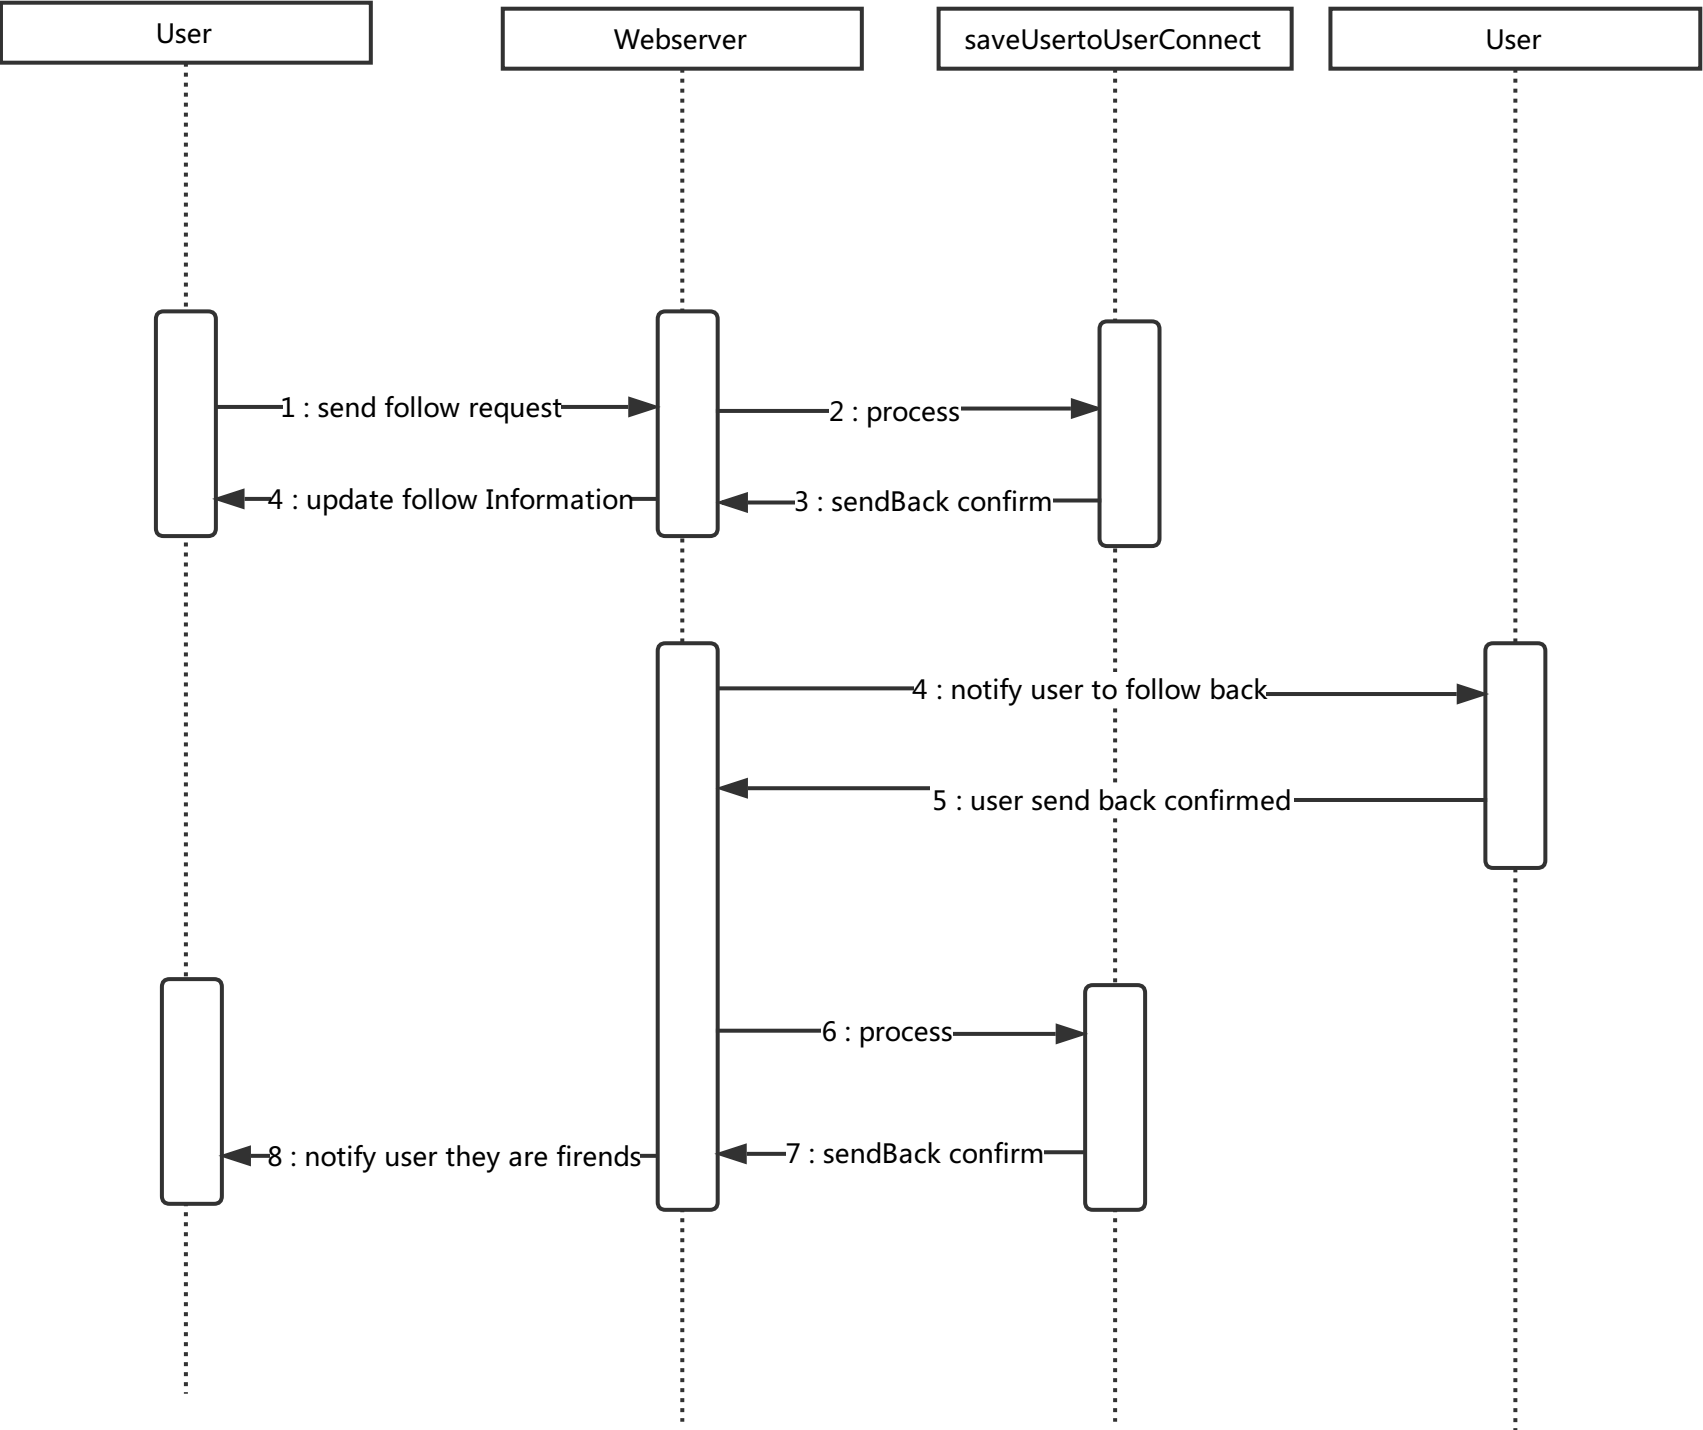 User
Webserver
saveUsertoUserConnect
User
1 : send follow request
2 : process
4 : update follow Information
3 : sendBack confirm
4 : notify user to follow back
5 : user send back confirmed
6 : process
8 : notify user they are firends
7 : sendBack confirm